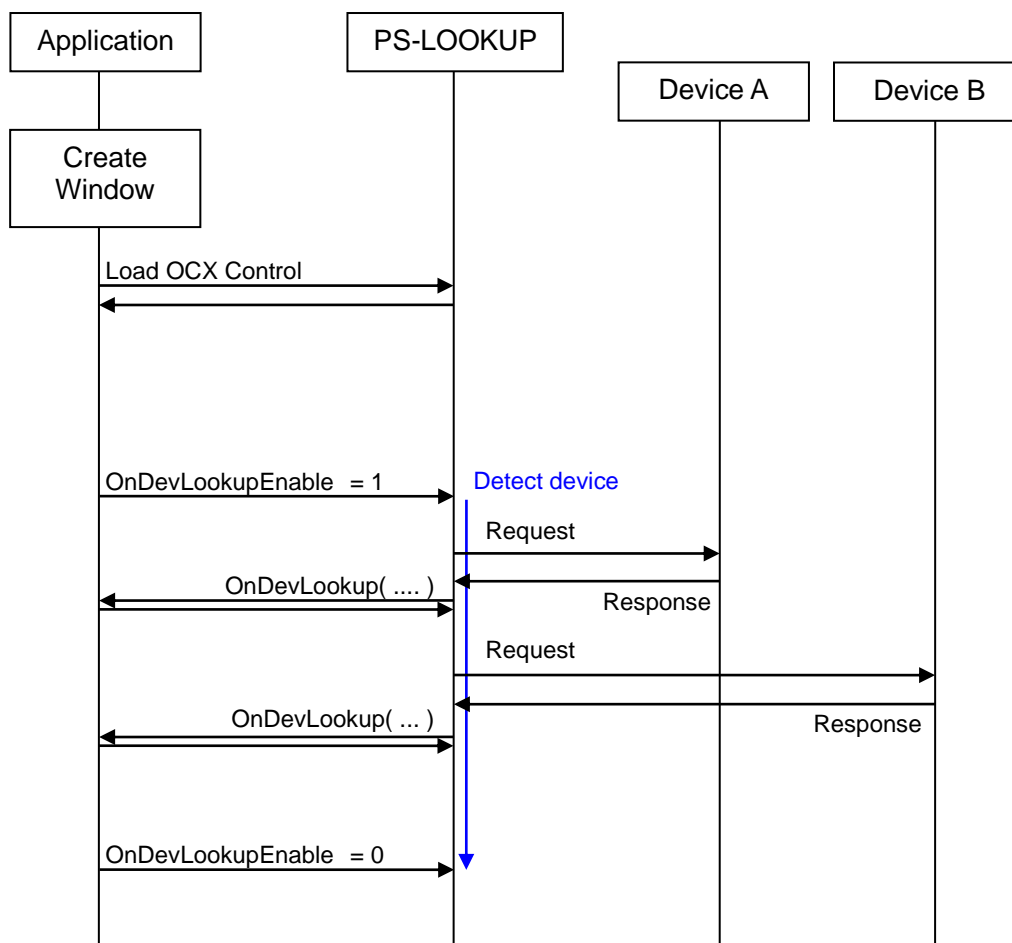 Application
PS-LOOKUP
Device A
Device B
Create
Window
Load OCX Control
OnDevLookupEnable = 1
Detect device
Request
OnDevLookup( .... )
Response
Request
OnDevLookup( ... )
Response
OnDevLookupEnable = 0